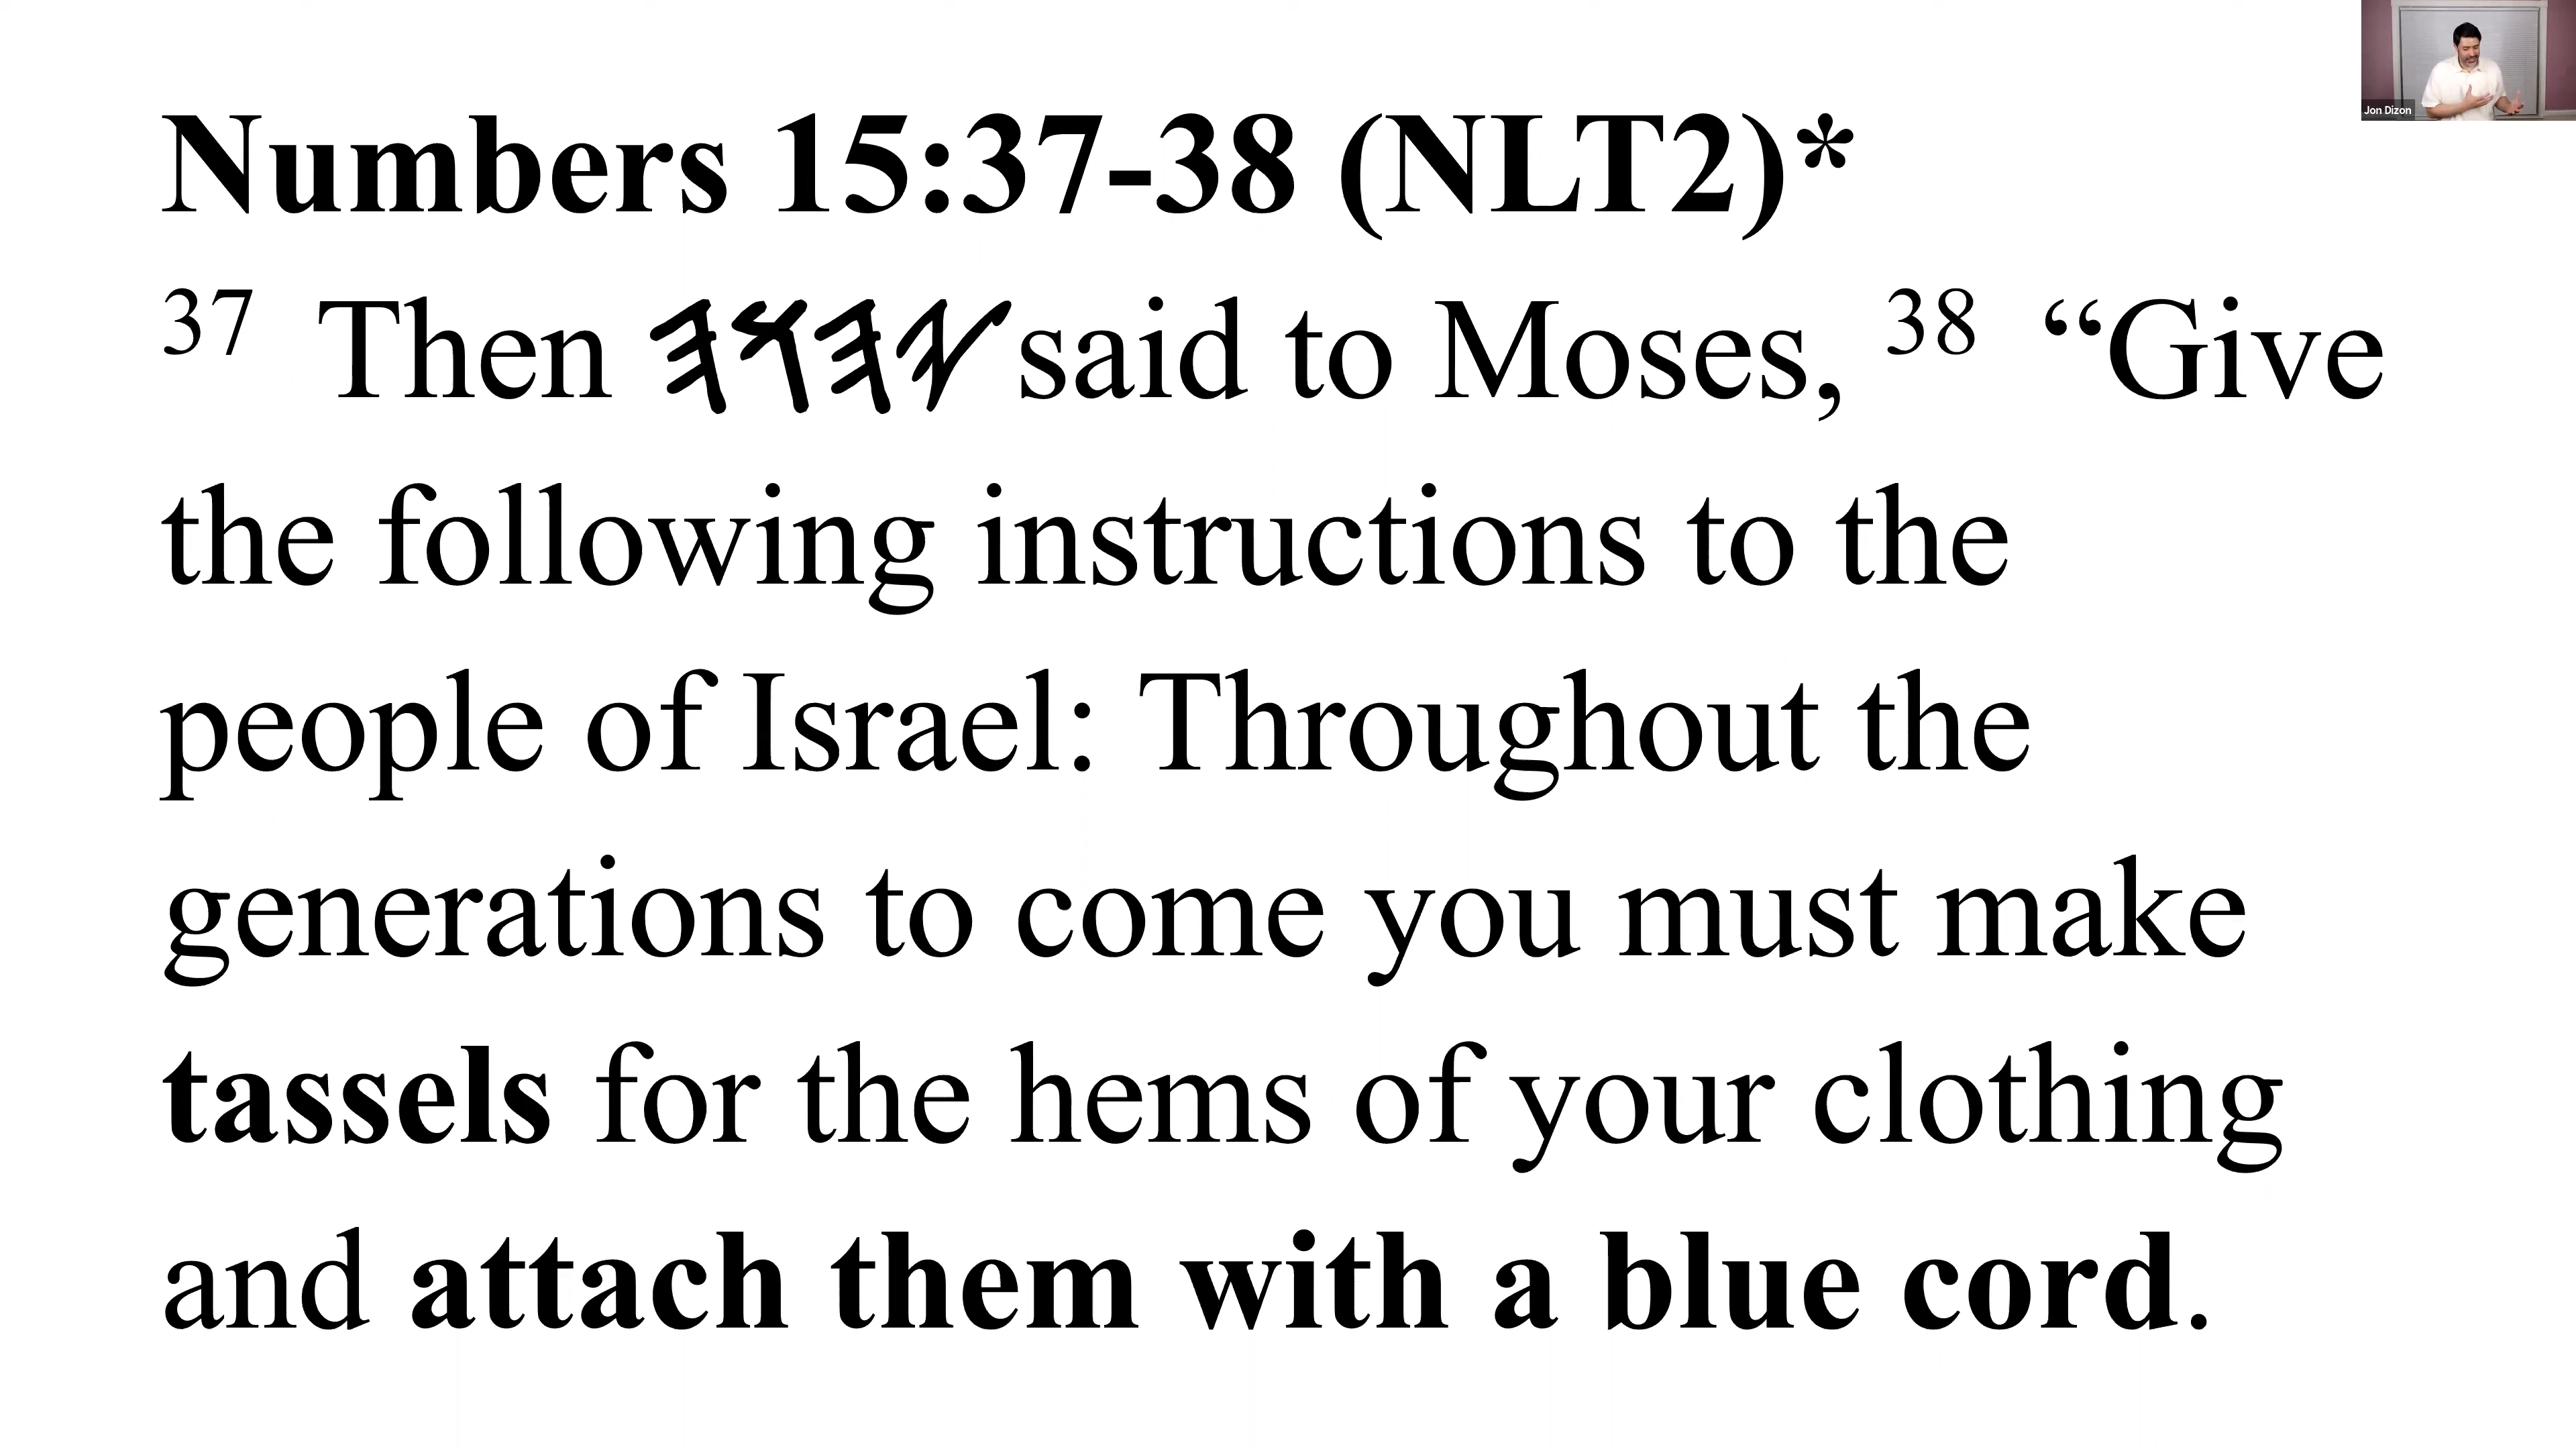 Jon Dizon
Numbers 15:37-38 (NLT2)*
37 Then 𐤉𐤄𐤅𐤄 said to Moses, 38 “Give
the following instructions to the
people of Israel: Throughout the
generations to come you must make
tassels for the hems of your clothing
and attach them with a blue cord.